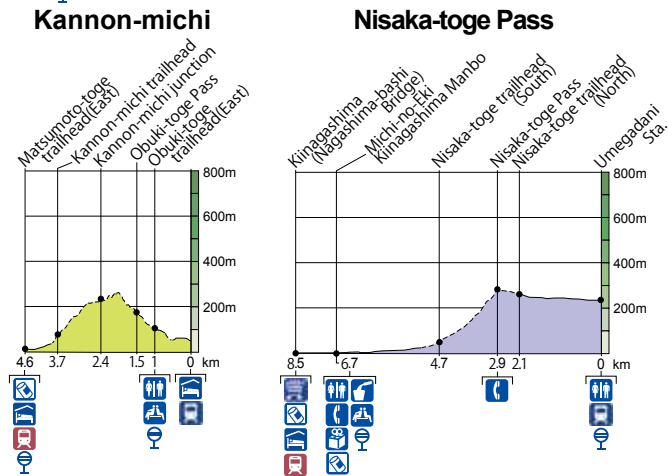 Kannon-michi
Matsumoto-toge
trailhead(East)
Kannon-michi trailhead
Kannon-michi junction
Obuki-toge Pass
Obuki-toge
trailhead(East)
800m
600m
400m
200m
4.6 3.7 2.4 1.5 1 0 km
Nisaka-toge Pass
Kiinagashima
(Nagashima-bashi
Bridge)
Michi-no-Eki
Kiinagashima Manbo
Nisaka-toge trailhead
(South)
Nisaka-toge Pass
Nisaka-toge trailhead
(North)
Umegadani
Sta.
800m
600m
400m
200m
8.5 6.7 4.7 2.9 2.1 0 km